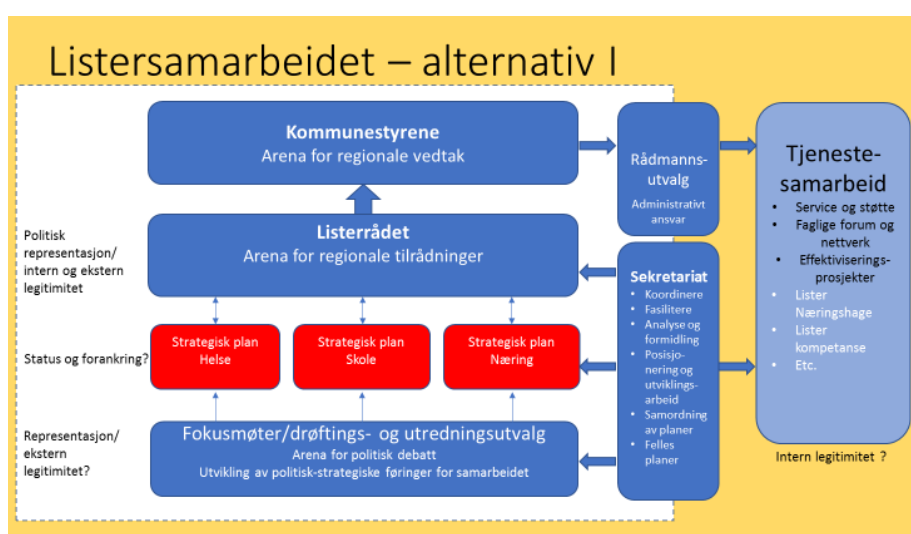 Listersamarbeidet – alternativ I
Kommunestyrene
Arena for regionale vedtak
Rådmanns-
utvalg
Administrativt
ansvar
Tjeneste-
samarbeid
• Service og støtte
• Faglige forum og
nettverk
• Effektiviserings-
prosjekter
• Lister
Næringshage
• Lister
kompetanse
• Etc.
Intern legitimitet ?
Politisk
representasjon/
intern og ekstern
legitimitet
Listerrådet
Arena for regionale tilrådninger
Sekretariat
• Koordinere
• Fasilitere
• Analyse og
formidling
• Posisjo-
nering og
utviklings-
arbeid
• Samordning
av planer
• Felles
planer
Status og forankring?
Strategisk plan
Helse
Strategisk plan
Skole
Strategisk plan
Næring
Representasjon/
ekstern
legitimitet?
Fokusmøter/drøftings- og utredningsutvalg
Arena for politisk debatt
Utvikling av politisk-strategiske føringer for samarbeidet